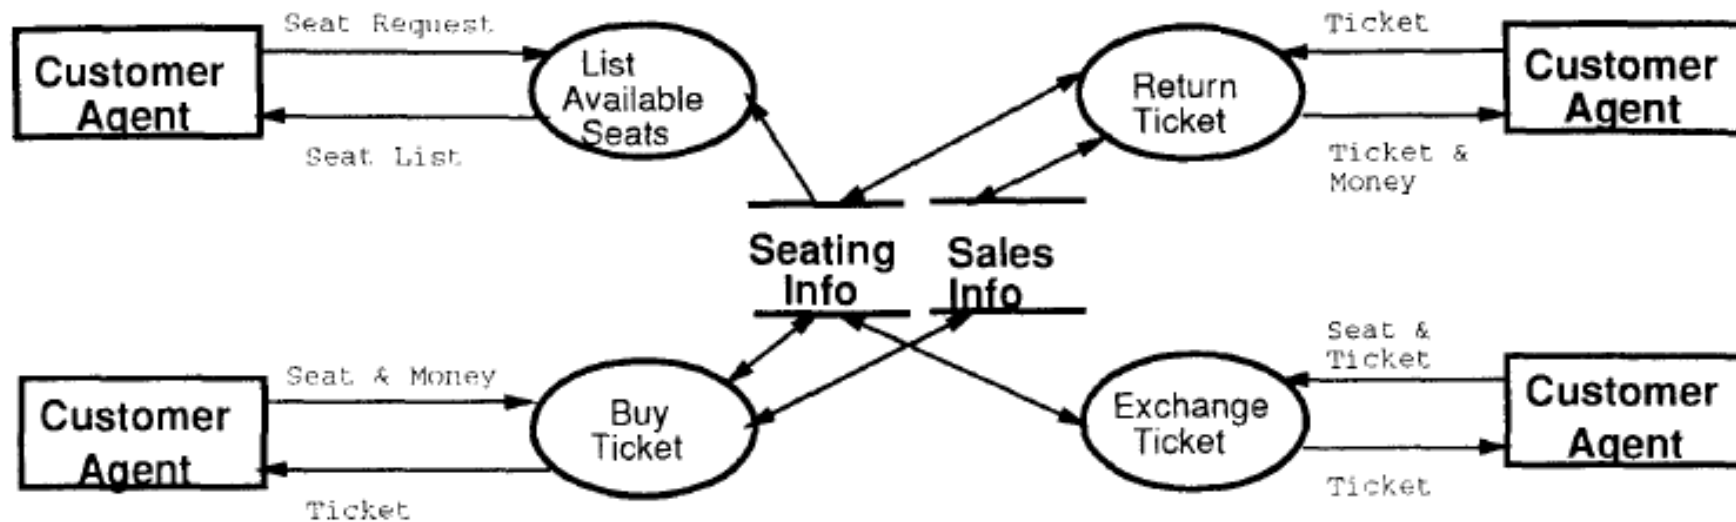 Seat Request
Customer
Agent
List
Available
Seats
Seat List
Ticket
Return
Ticket
Customer
Agent
Ticket &
Money
Seating
Info
Sales
Info
Seat & Money
Customer
Agent
Buy
Ticket
Ticket
Seat &
Ticket
Exchange
Ticket
Customer
Agent
Ticket